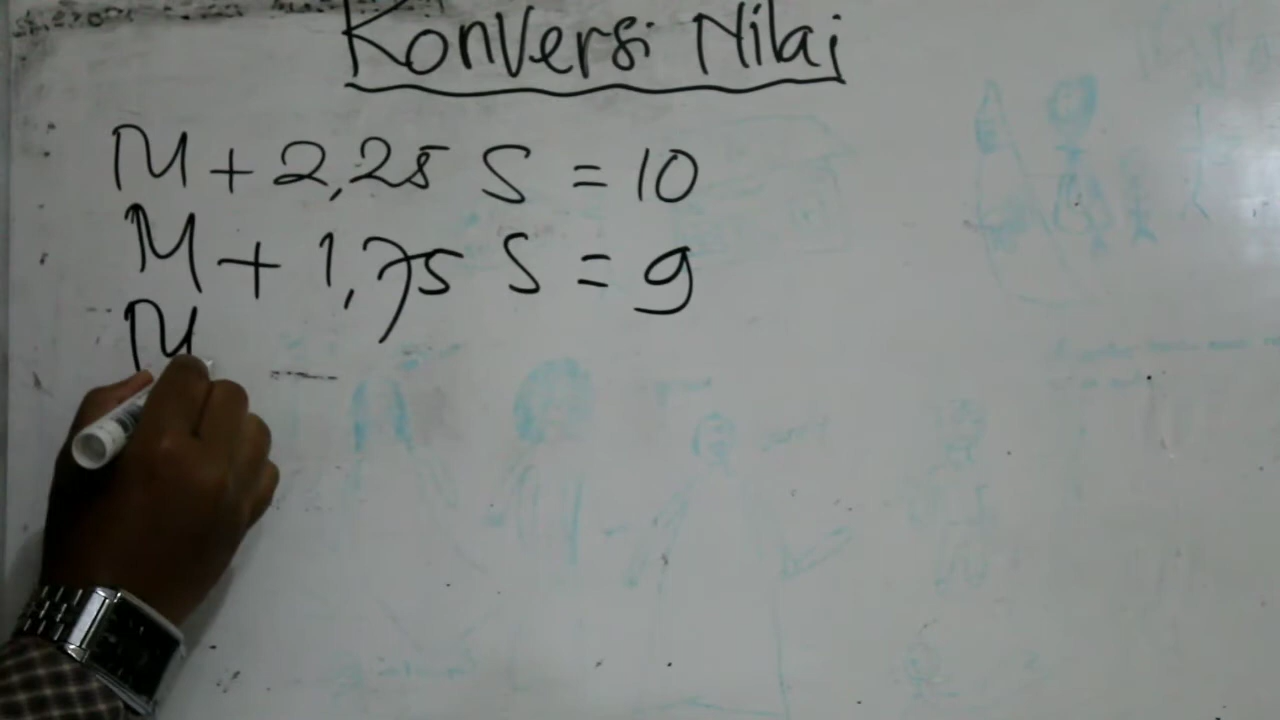 Konversi Nilai
M + 2,25 S = 10
M + 1,75 S = 9
M